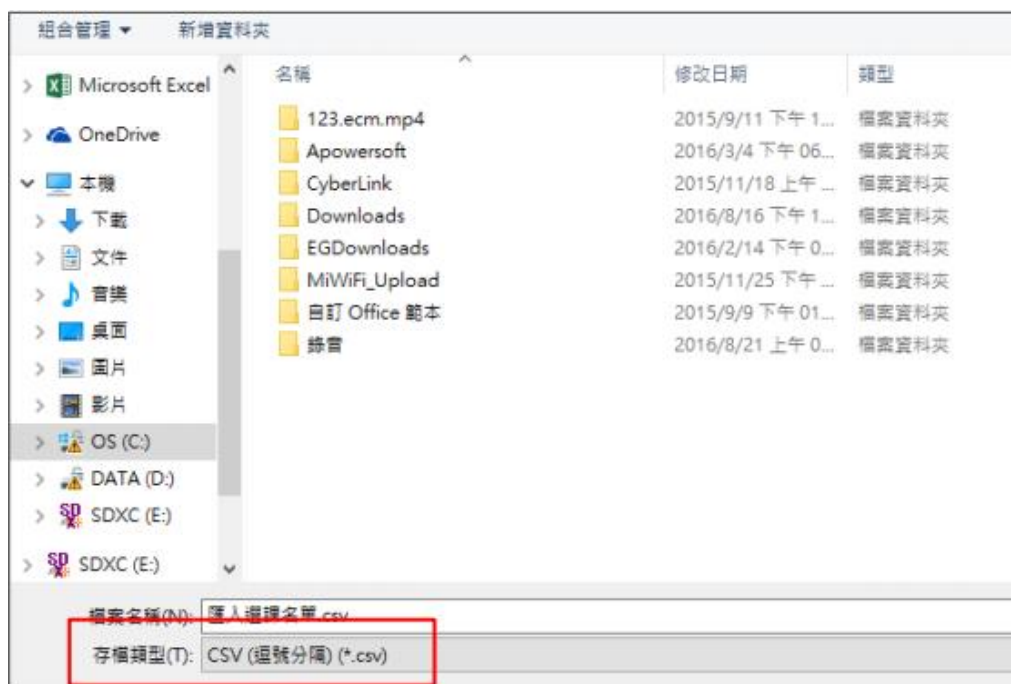 組合管理 新增資料夾
名稱 修改日期 類型
Microsoft Excel
OneDrive
本機
下載
文件
音樂
桌面
圖片
影片
OS (C:)
DATA (D:)
SDXC (E:)
SDXC (E:)
123.ecm.mp4 2015/9/11 下午 1... 檔案資料夾
Apowersoft 2016/3/4 下午 06... 檔案資料夾
CyberLink 2015/11/18 上午 ... 檔案資料夾
Downloads 2016/8/16 下午 1... 檔案資料夾
EGDownloads 2016/2/14 下午 0... 檔案資料夾
MiWiFi_Upload 2015/11/25 下午 ... 檔案資料夾
自訂 Office 範本 2015/9/9 下午 01... 檔案資料夾
錄音 2016/8/21 上午 0... 檔案資料夾
檔案名稱(N): 匯入選課名單.csv
存檔類型(T): CSV (逗號分隔) (*.csv)